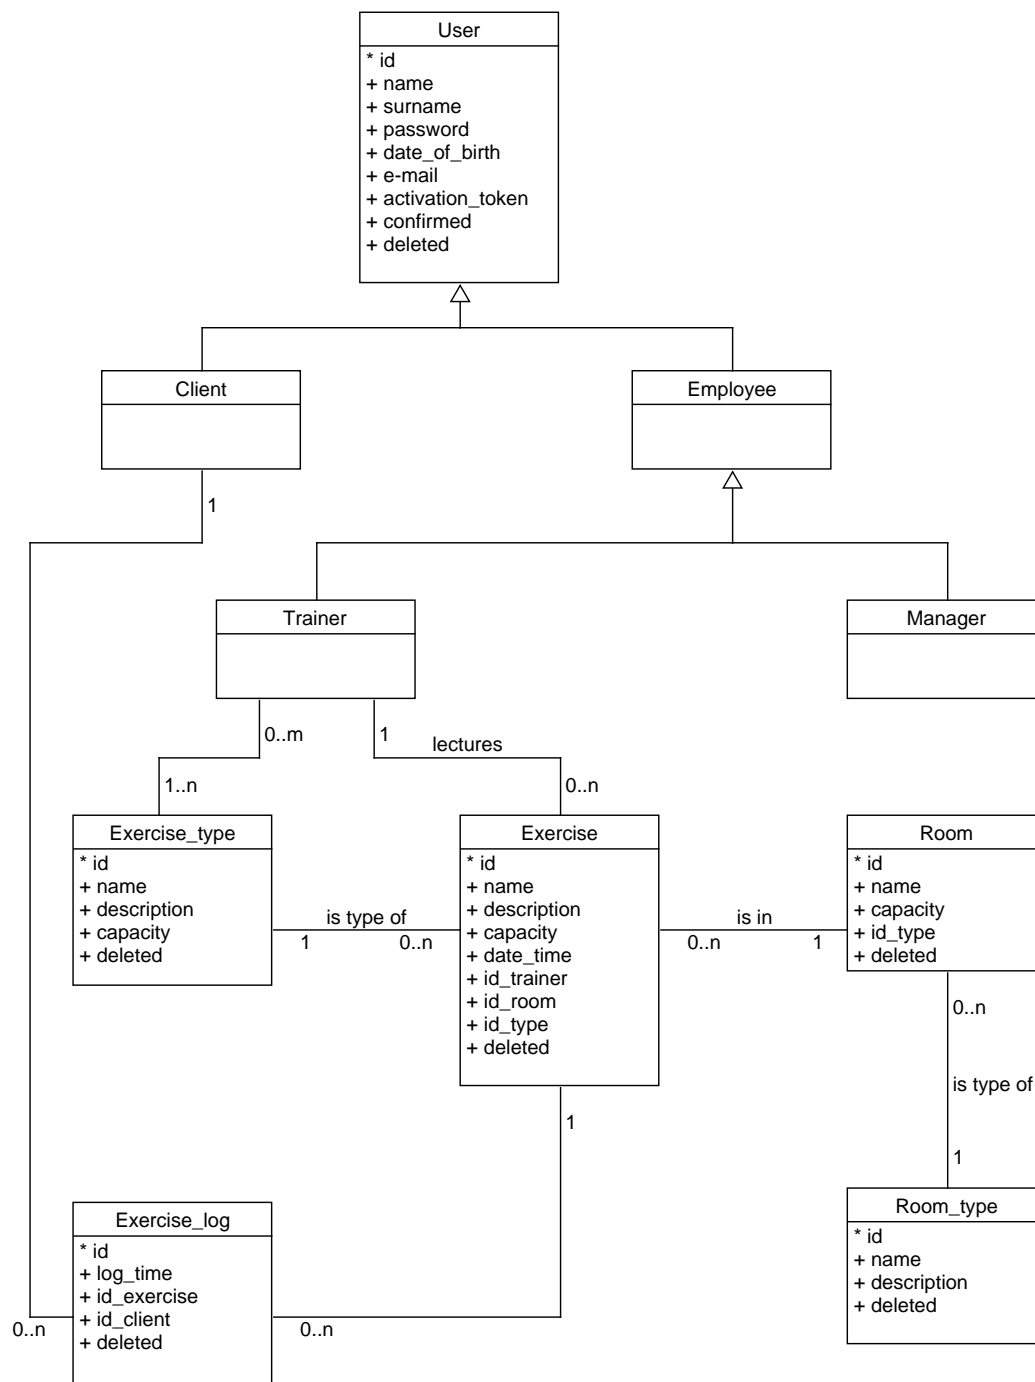 User
* id
+ name
+ surname
+ password
+ date_of_birth
+ e-mail
+ activation_token
+ confirmed
+ deleted
Client
Employee
1
Trainer
Manager
0..m
1
lectures
1..n
0..n
Exercise_type
* id
+ name
+ description
+ capacity
+ deleted
is type of
1
0..n
Exercise
* id
+ name
+ description
+ capacity
+ date_time
+ id_trainer
+ id_room
+ id_type
+ deleted
is in
0..n
1
Room
* id
+ name
+ capacity
+ id_type
+ deleted
0..n
is type of
1
1
Exercise_log
* id
+ log_time
+ id_exercise
+ id_client
+ deleted
0..n
0..n
Room_type
* id
+ name
+ description
+ deleted